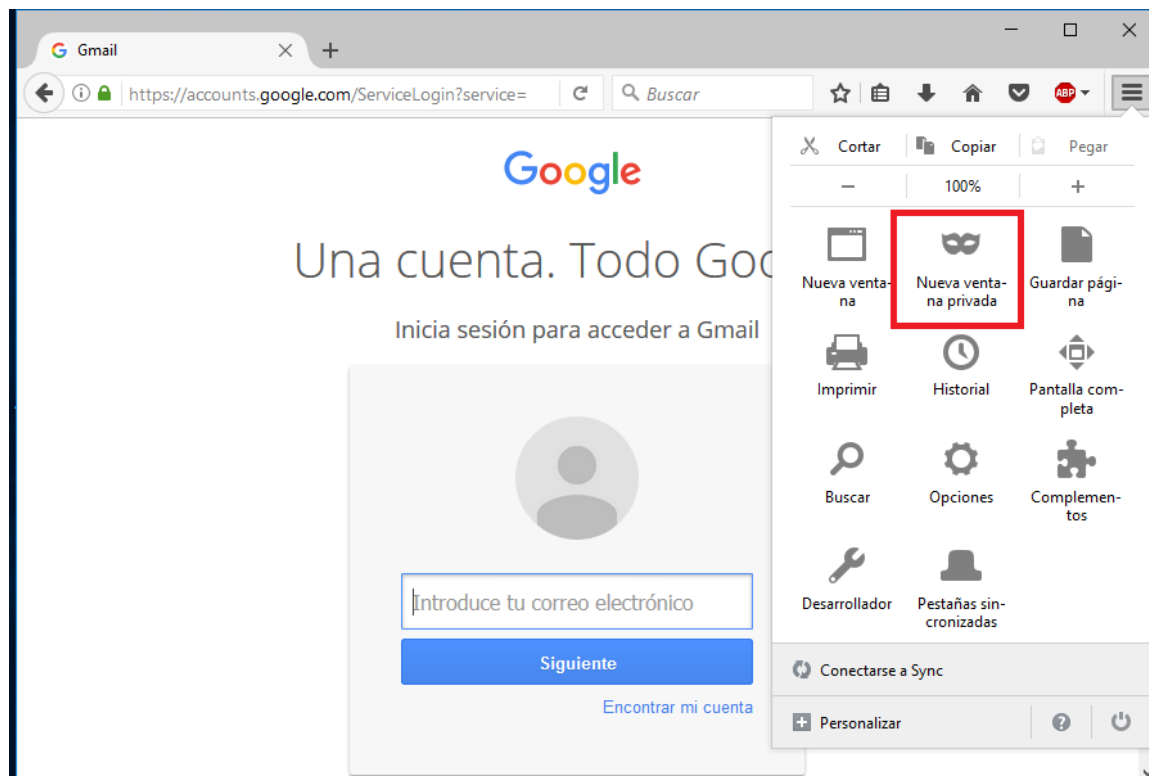 Gmail
https://accounts.google.com/ServiceLogin?service=
Buscar
ABP
Cortar
Copiar
Pegar
100%
Google
Una cuenta. Todo Goo
Inicia sesión para acceder a Gmail
Nueva venta-
na
Nueva venta-
na privada
Guardar pági-
na
Imprimir
Historial
Pantalla com-
pleta
Buscar
Opciones
Complemen-
tos
Desarrollador
Pestañas sin-
cronizadas
Introduce tu correo electrónico
Siguiente
Encontrar mi cuenta
Conectarse a Sync
Personalizar